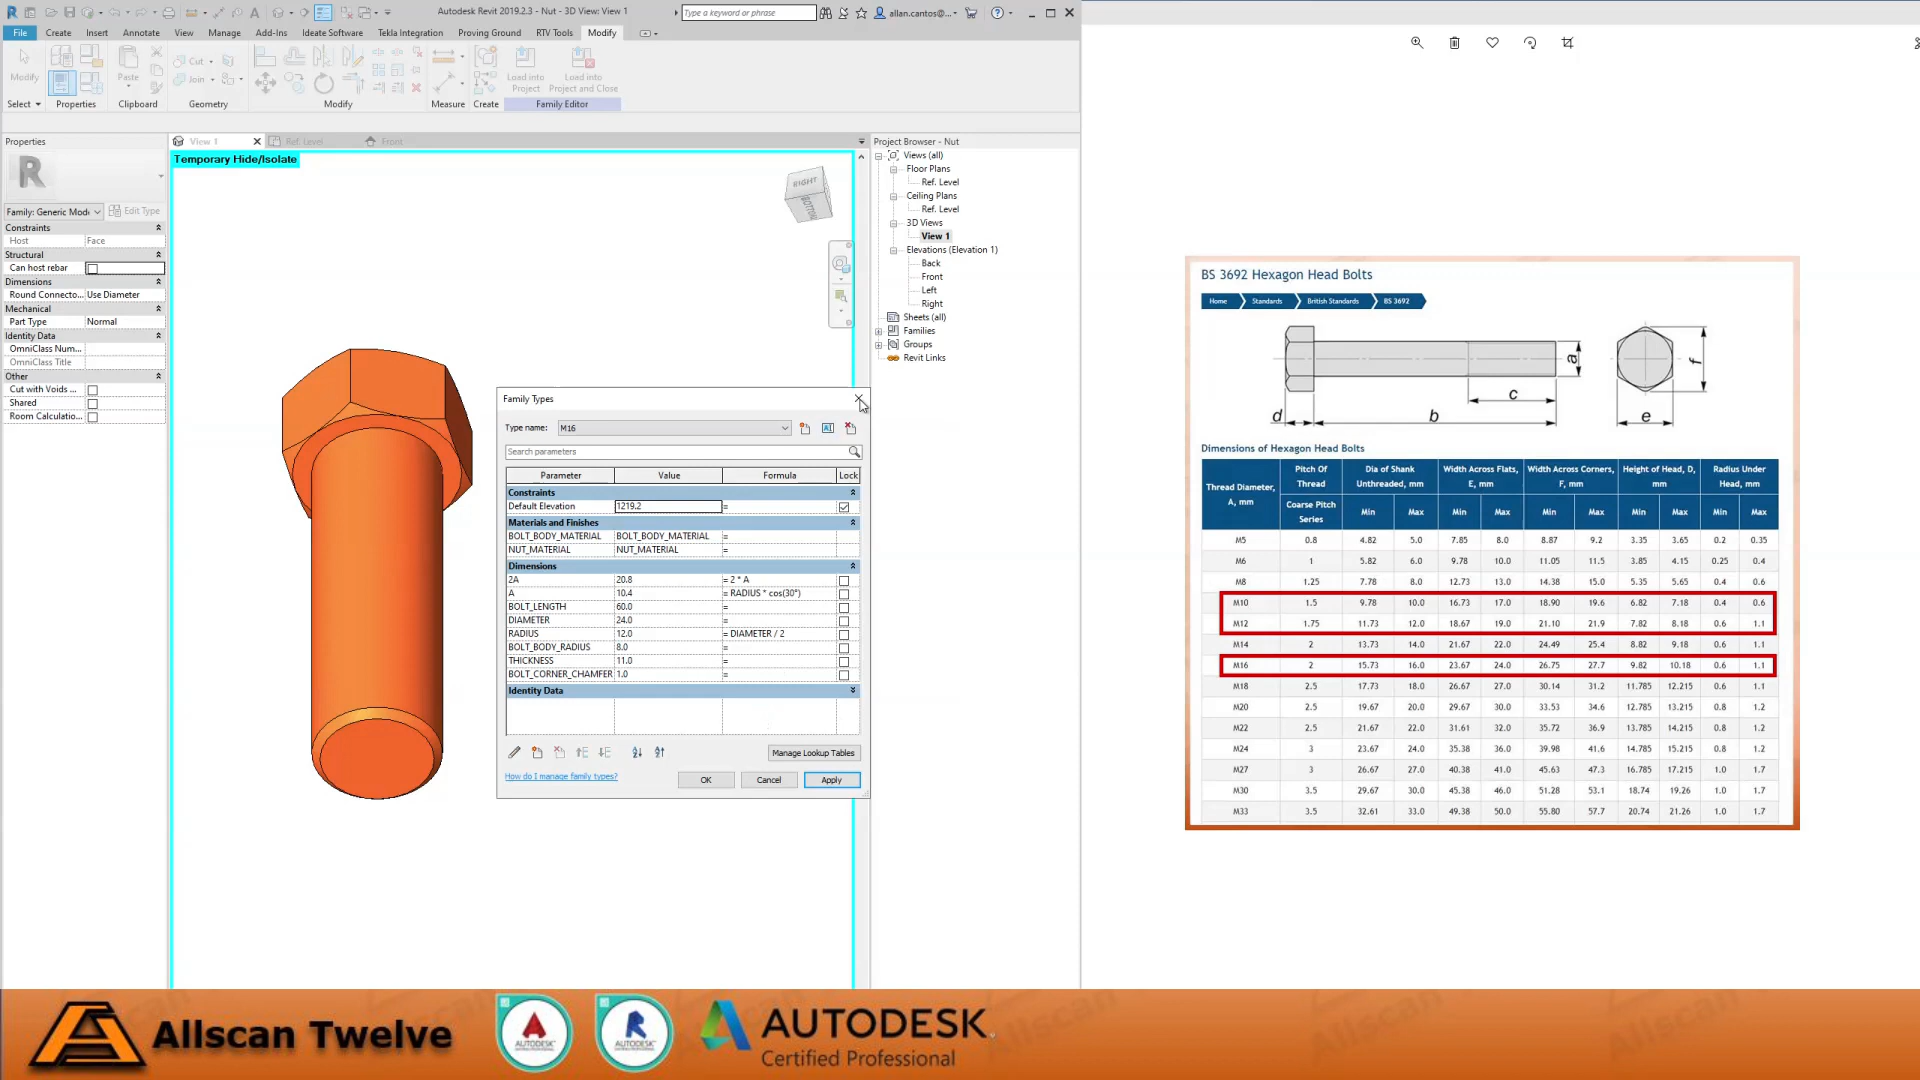 Autodesk Revit 2019.2.3 - Nut - 3D View: View 1
Type a keyword or phrase
allan.cantos@...
File Create Insert Annotate View Manage Add-Ins Ideate Software Tekla Integration Proving Ground RTV Tools Modify
Modify
Paste
Cut
Join
Load into Project
Load into Project and Close
Select Properties Clipboard Geometry Modify Measure Create Family Editor
Properties
Family: Generic Mode
Edit Type
Constraints
Host Face
Structural
Can host rebar
Dimensions
Round Connecto... Use Diameter
Mechanical
Part Type Normal
Identity Data
OmniClass Num...
OmniClass Title
Other
Cut with Voids ...
Shared
Room Calculatio...
View 1
Ref. Level
Front
Temporary Hide/Isolate
RIGHT
BOTTOM
Project Browser - Nut
Views (all)
Floor Plans
Ref. Level
Ceiling Plans
Ref. Level
3D Views
View 1
Elevations (Elevation 1)
Back
Front
Left
Right
Sheets (all)
Families
Groups
Revit Links
Family Types
Type name: M16
Search parameters
Parameter Value Formula Lock
Constraints
Default Elevation 1219.2 =
Materials and Finishes
BOLT_BODY_MATERIAL BOLT_BODY_MATERIAL =
NUT_MATERIAL NUT_MATERIAL =
Dimensions
2A 20.8 = 2 * A
A 10.4 = RADIUS * cos(30°)
BOLT_LENGTH 60.0 =
DIAMETER 24.0 =
RADIUS 12.0 = DIAMETER / 2
BOLT_BODY_RADIUS 8.0 =
THICKNESS 11.0 =
BOLT_CORNER_CHAMFER 1.0 =
Identity Data
Manage Lookup Tables
How do I manage family types?
OK Cancel Apply
BS 3692 Hexagon Head Bolts
Home Standards British Standards BS 3692
a
f
c
d
b
e
Dimensions of Hexagon Head Bolts
Thread Diameter, A, mm
Pitch Of Thread
Dia of Shank Unthreaded, mm
Width Across Flats, E, mm
Width Across Corners, F, mm
Height of Head, D, mm
Radius Under Head, mm
Coarse Pitch Series Min Max Min Max Min Max Min Max Min Max
M5 0.8 4.82 5.0 7.85 8.0 8.87 9.2 3.35 3.65 0.2 0.35
M6 1 5.82 6.0 9.78 10.0 11.05 11.5 3.85 4.15 0.25 0.4
M8 1.25 7.78 8.0 12.73 13.0 14.38 15.0 5.35 5.65 0.4 0.6
M10 1.5 9.78 10.0 16.73 17.0 18.90 19.6 6.82 7.18 0.4 0.6
M12 1.75 11.73 12.0 18.67 19.0 21.10 21.9 7.82 8.18 0.6 1.1
M14 2 13.73 14.0 21.67 22.0 24.49 25.4 8.82 9.18 0.6 1.1
M16 2 15.73 16.0 23.67 24.0 26.75 27.7 9.82 10.18 0.6 1.1
M18 2.5 17.73 18.0 26.67 27.0 30.14 31.2 11.785 12.215 0.6 1.1
M20 2.5 19.67 20.0 29.67 30.0 33.53 34.6 12.785 13.215 0.8 1.2
M22 2.5 21.67 22.0 31.61 32.0 35.72 36.9 13.785 14.215 0.8 1.2
M24 3 23.67 24.0 35.38 36.0 39.98 41.6 14.785 15.215 0.8 1.2
M27 3 26.67 27.0 40.38 41.0 45.63 47.3 16.785 17.215 1.0 1.7
M30 3.5 29.67 30.0 45.38 46.0 51.28 53.1 18.74 19.26 1.0 1.7
M33 3.5 32.61 33.0 49.38 50.0 55.80 57.7 20.74 21.26 1.0 1.7
Allscan Twelve
AUTODESK
AUTODESK
AUTODESK
Certified Professional